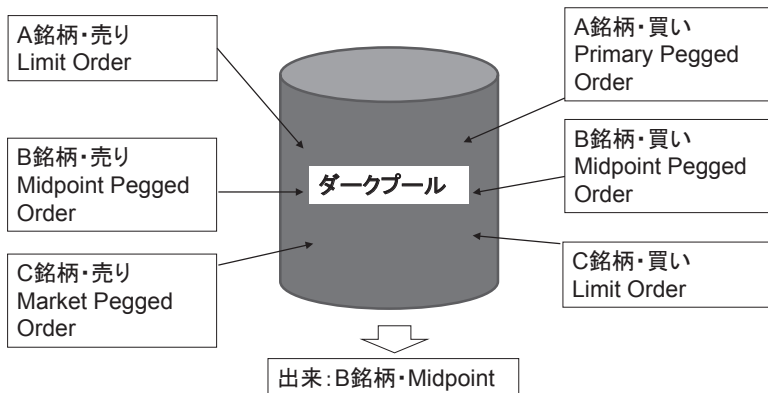 A銘柄・売り
Limit Order
A銘柄・買い
Primary Pegged
Order
B銘柄・売り
Midpoint Pegged
Order
ダークプール
B銘柄・買い
Midpoint Pegged
Order
C銘柄・売り
Market Pegged
Order
C銘柄・買い
Limit Order
出来：B銘柄・Midpoint